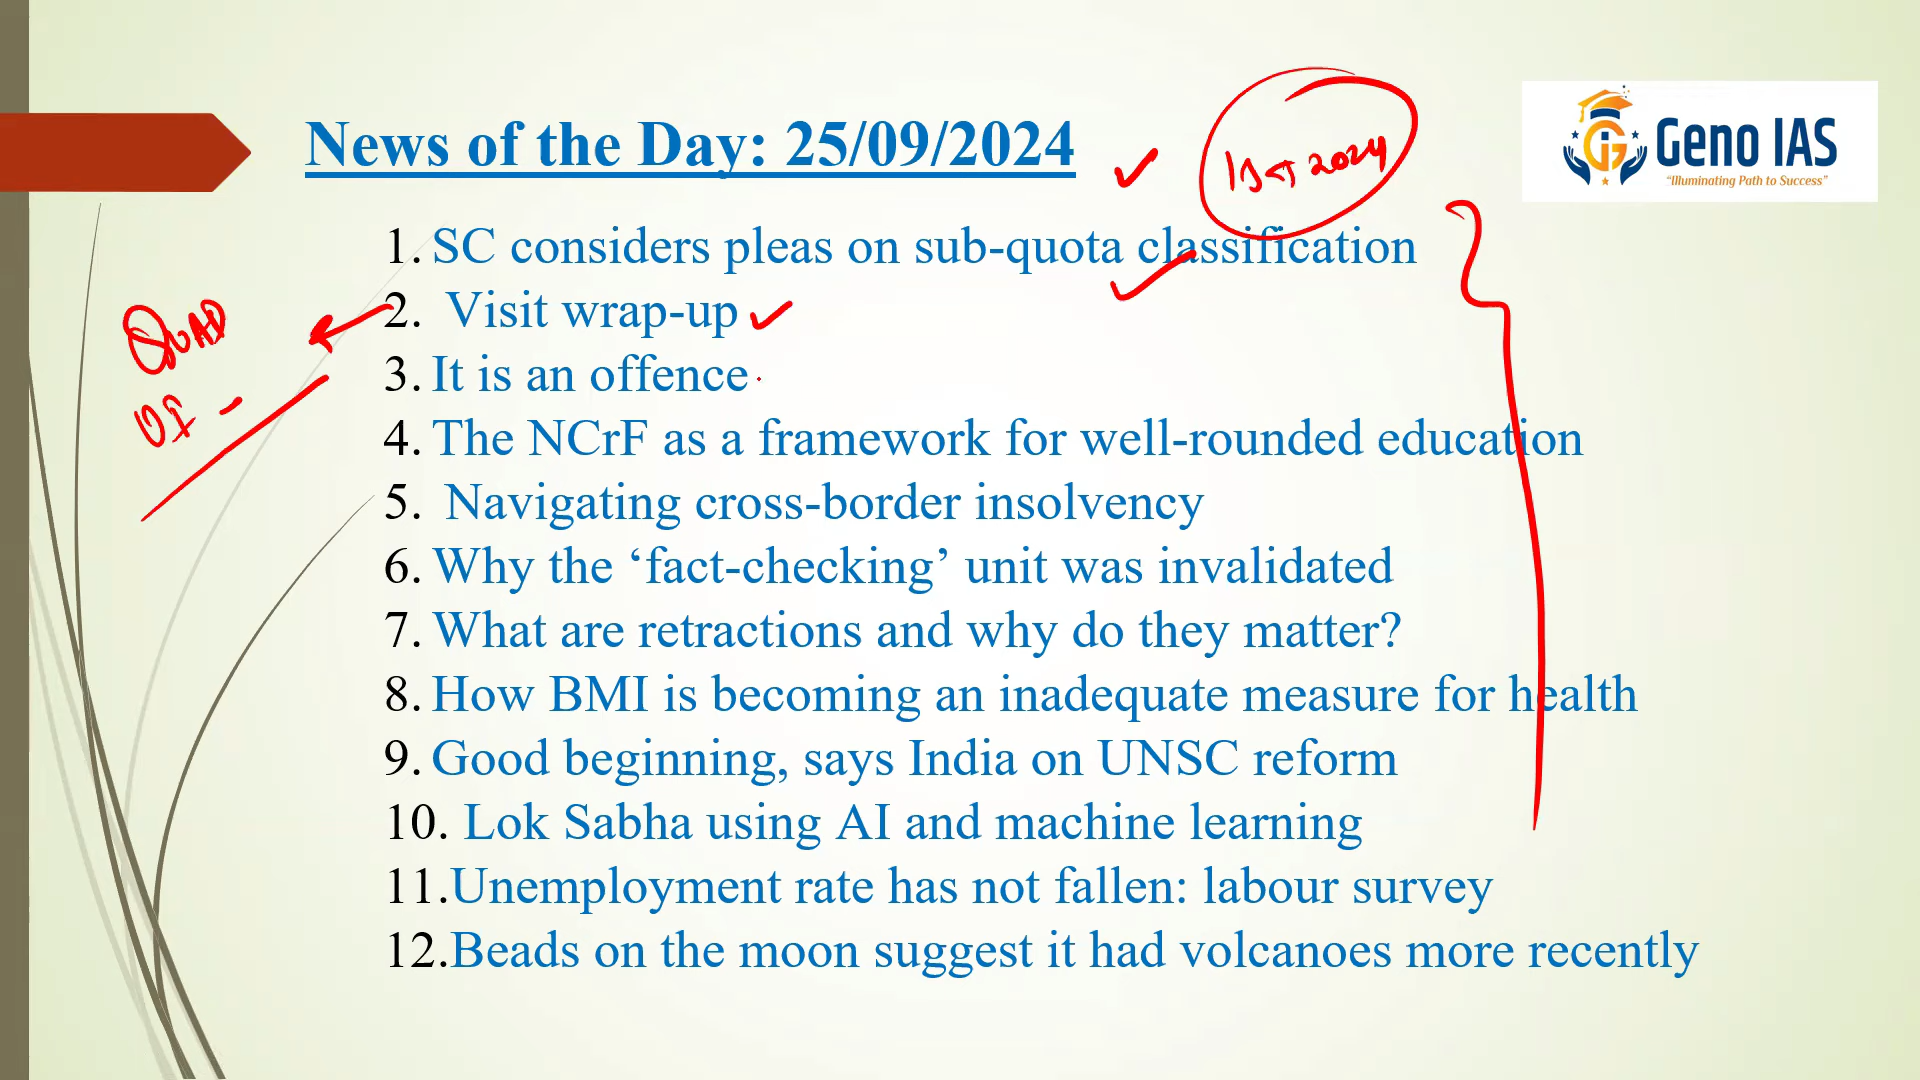 News of the Day: 25/09/2024
Geno IAS
“Illuminating Path to Success”
1. SC considers pleas on sub-quota classification
2. Visit wrap-up
3. It is an offence
4. The NCrF as a framework for well-rounded education
5. Navigating cross-border insolvency
6. Why the ‘fact-checking’ unit was invalidated
7. What are retractions and why do they matter?
8. How BMI is becoming an inadequate measure for health
9. Good beginning, says India on UNSC reform
10. Lok Sabha using AI and machine learning
11.Unemployment rate has not fallen: labour survey
12.Beads on the moon suggest it had volcanoes more recently
2024
QUAD